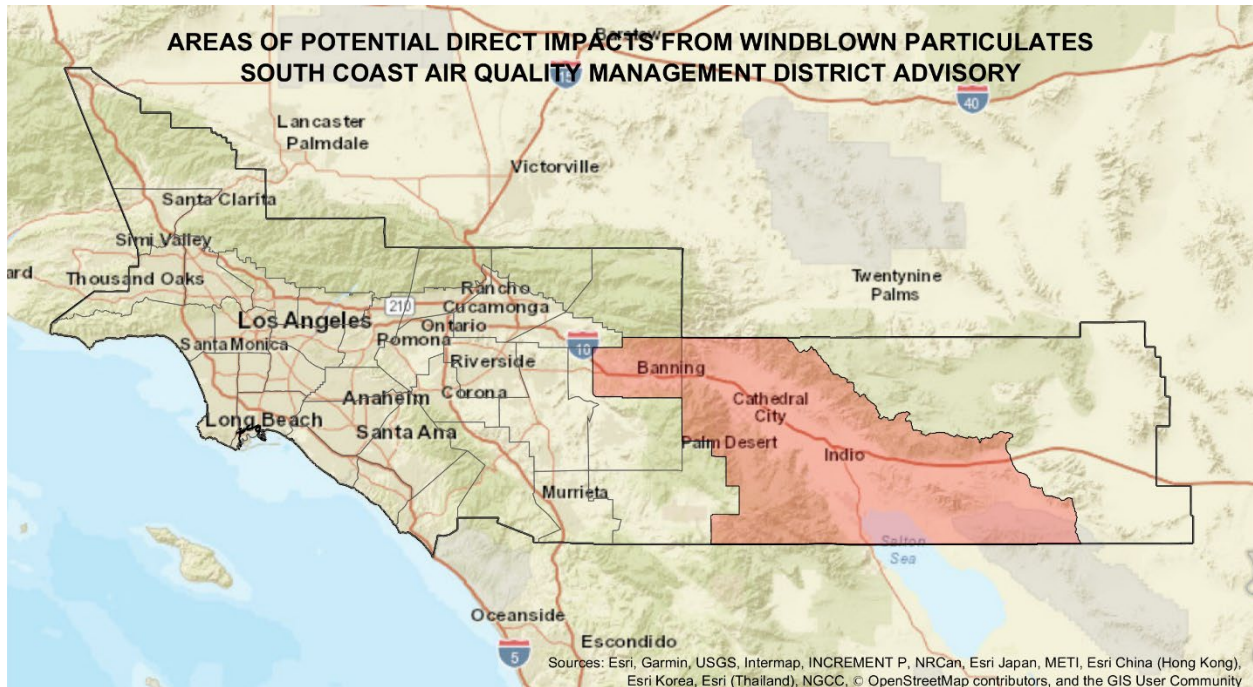 AREAS OF POTENTIAL DIRECT IMPACTS FROM WINDBLOWN PARTICULATES
Barstow
SOUTH COAST AIR QUALITY MANAGEMENT DISTRICT ADVISORY
15
40
Lancaster
Palmdale
Victorville
Santa Clarita
Simi Valley
ard
Thousand Oaks
Twentynine
Palms
Rancho
Cucamonga
210
Los Angeles
Ontario
Pomona
Santa Monica
10
Riverside
Banning
Corona
Anaheim
Cathedral
City
Long Beach
Santa Ana
Palm Desert
Indio
Murrieta
Salton
Sea
Oceanside
Escondido
5
Sources: Esri, Garmin, USGS, Intermap, INCREMENT P, NRCan, Esri Japan, METI, Esri China (Hong Kong),
Esri Korea, Esri (Thailand), NGCC, © OpenStreetMap contributors, and the GIS User Community